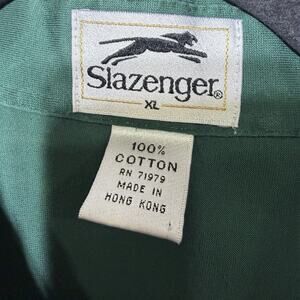 Slazenger®
XL
100%
COTTON
RN 71979
MADE IN
HONG KONG